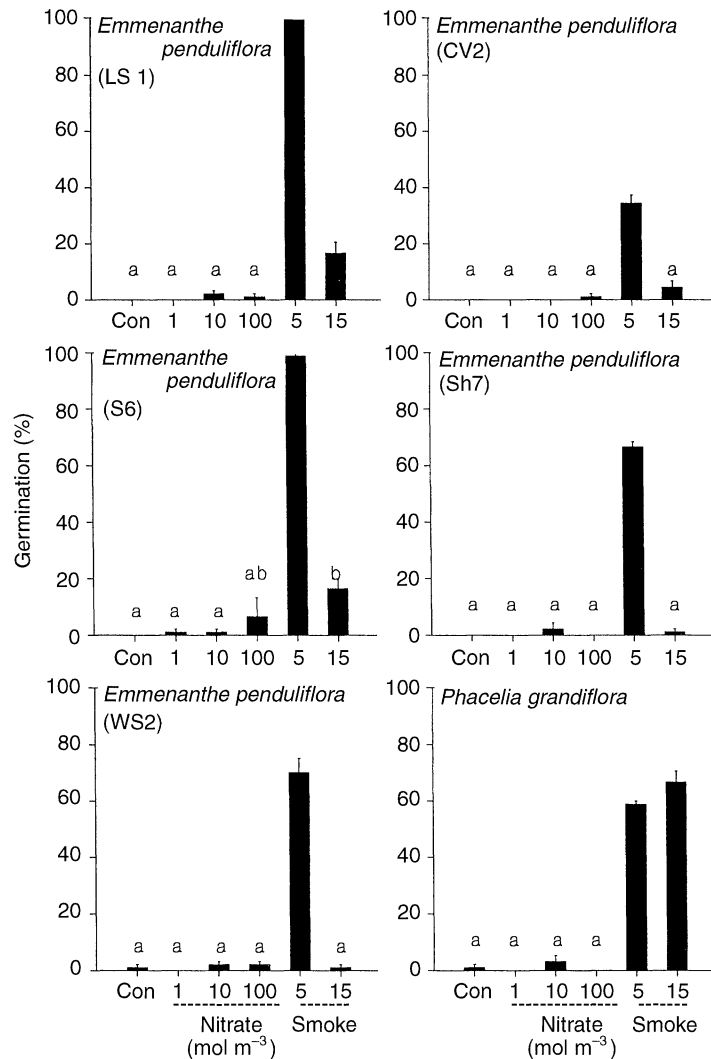 Emmenanthe
penduliflora
(LS 1)
100
80
60
40
20
0
a a a a
Con 1 10 100 5 15
Emmenanthe penduliflora
(CV2)
100
80
60
40
20
0
a a a a a
Con 1 10 100 5 15
Germination (%)
Emmenanthe
penduliflora
(S6)
100
80
60
40
20
0
a a a ab b
Con 1 10 100 5 15
Emmenanthe penduliflora
(Sh7)
100
80
60
40
20
0
a a a a a
Con 1 10 100 5 15
Emmenanthe penduliflora
(WS2)
100
80
60
40
20
0
a a a a a
Con 1 10 100 5 15
Nitrate Smoke
(mol m⁻³)
Phacelia grandiflora
100
80
60
40
20
0
a a a a
Con 1 10 100 5 15
Nitrate Smoke
(mol m⁻³)